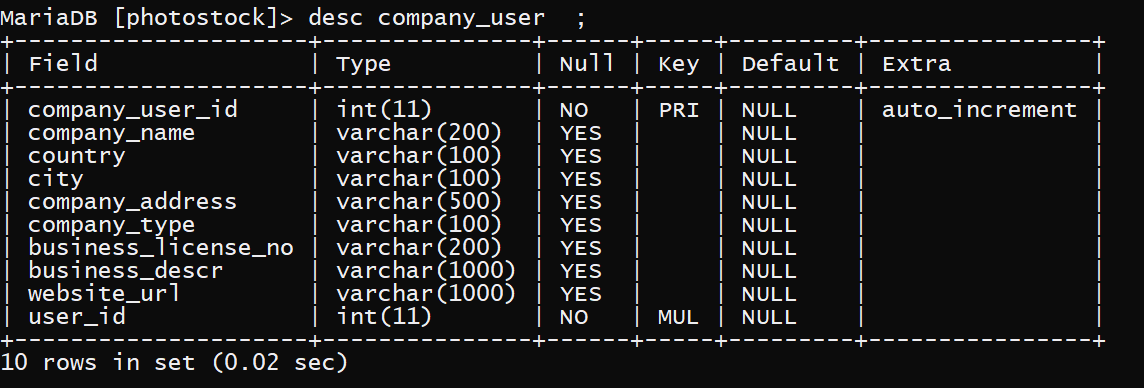 MariaDB [photostock]> desc company_user  ;
+---------------------+---------------+------+-----+---------+----------------+
| Field               | Type          | Null | Key | Default | Extra          |
+---------------------+---------------+------+-----+---------+----------------+
| company_user_id     | int(11)       | NO   | PRI | NULL    | auto_increment |
| company_name        | varchar(200)  | YES  |     | NULL    |                |
| country             | varchar(100)  | YES  |     | NULL    |                |
| city                | varchar(100)  | YES  |     | NULL    |                |
| company_address     | varchar(500)  | YES  |     | NULL    |                |
| company_type        | varchar(100)  | YES  |     | NULL    |                |
| business_license_no | varchar(200)  | YES  |     | NULL    |                |
| business_descr      | varchar(1000) | YES  |     | NULL    |                |
| website_url         | varchar(1000) | YES  |     | NULL    |                |
| user_id             | int(11)       | NO   | MUL | NULL    |                |
+---------------------+---------------+------+-----+---------+----------------+
10 rows in set (0.02 sec)